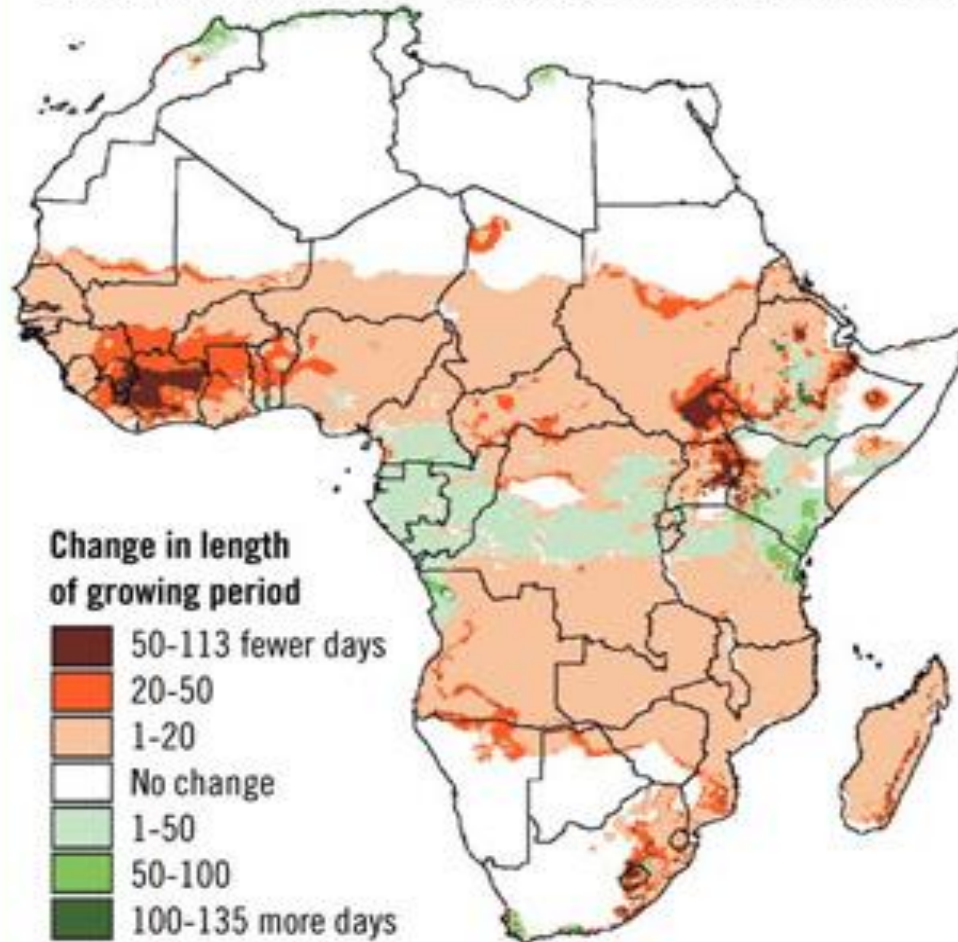 Change in length
of growing period
50-113 fewer days
20-50
1-20
No change
1-50
50-100
100-135 more days